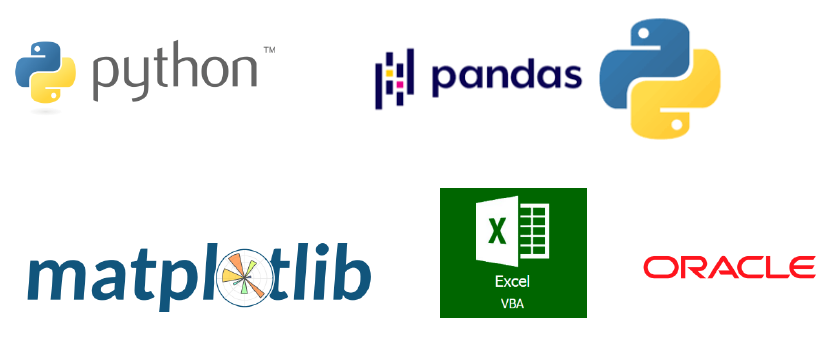 python™
pandas
matplotlib
X
Excel
VBA
ORACLE